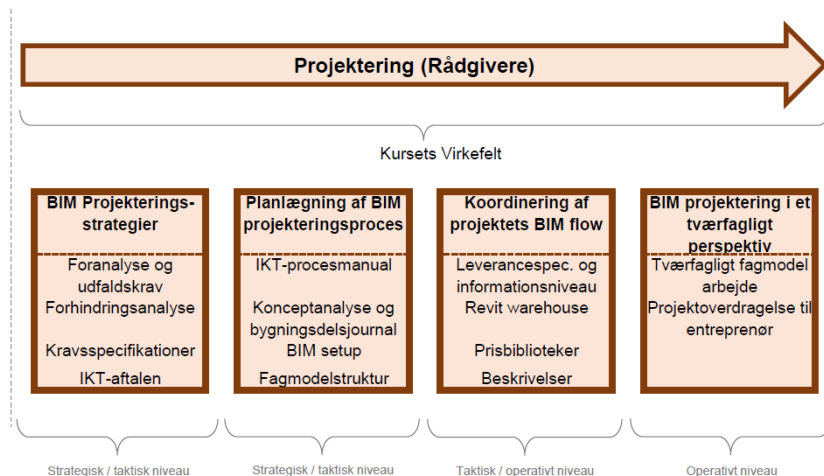 Projektering (Rådgivere)
Kursets Virkefelt
BIM Projekterings-
strategier
Foranalyse og
udfaldskrav
Forhindringsanalyse
Kravsspecifikationer
IKT-aftalen
Strategisk / taktisk niveau
Planlægning af BIM
projekteringsproces
IKT-procesmanual
Konceptanalyse og
bygningsdelsjournal
BIM setup
Fagmodelstruktur
Strategisk / taktisk niveau
Koordinering af
projektets BIM flow
Leverancespec. og
informationsniveau
Revit warehouse
Prisbiblioteker
Beskrivelser
Taktisk / operativt niveau
BIM projektering i et
tværfagligt
perspektiv
Tværfagligt fagmodel
arbejde
Projektoverdragelse til
entreprenør
Operativt niveau